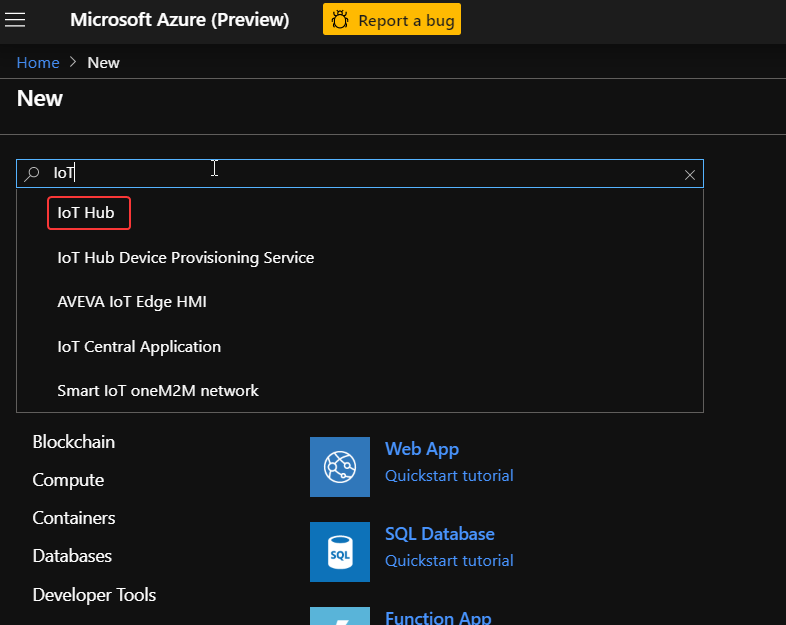 Microsoft Azure (Preview)
Report a bug
Home > New
New
IoT
IoT Hub
IoT Hub Device Provisioning Service
AVEVA IoT Edge HMI
IoT Central Application
Smart IoT oneM2M network
Blockchain
Compute
Containers
Databases
Developer Tools
Web App
Quickstart tutorial
SQL
SQL Database
Quickstart tutorial
Function App